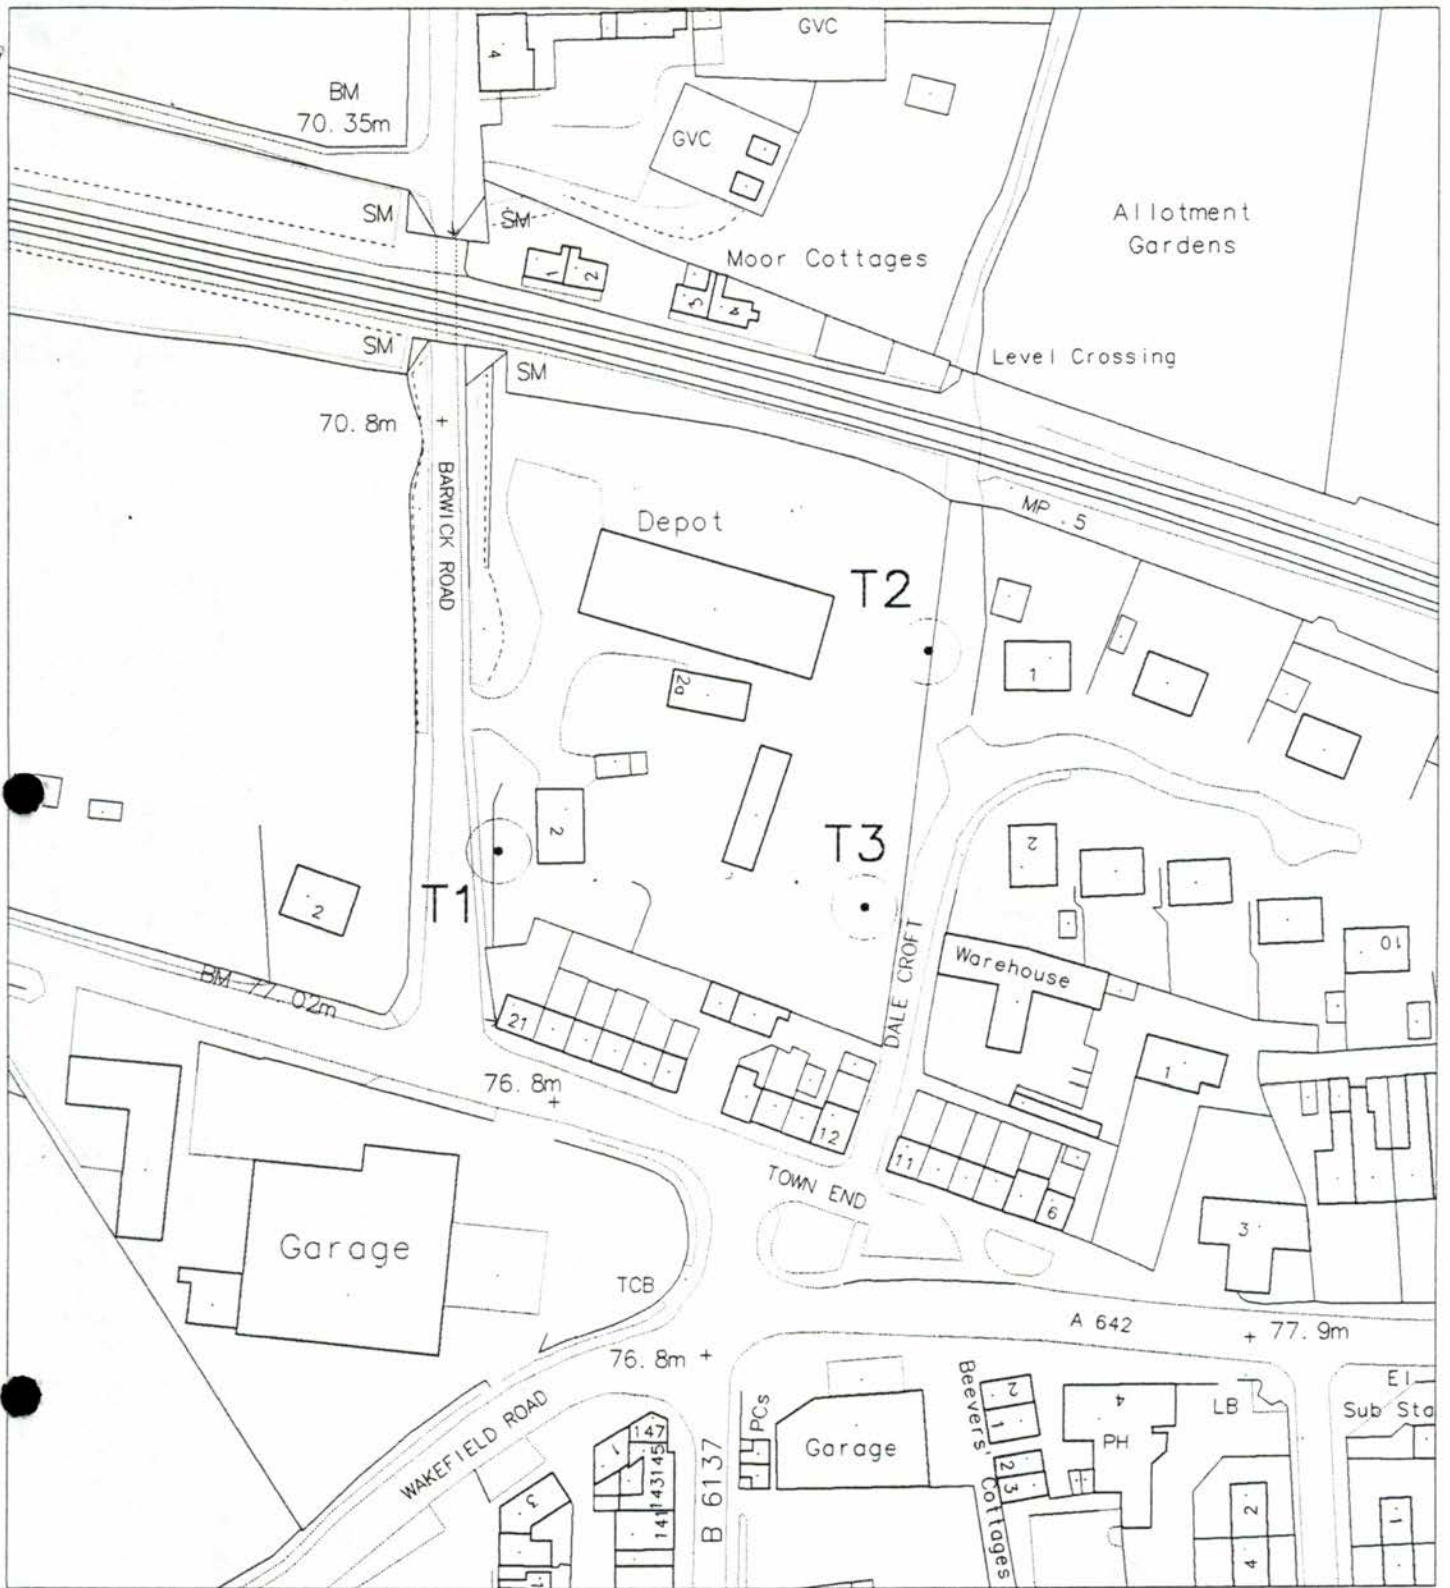 GVC
4
BM
70.35m
GVC
SM
SM
Allotment
Gardens
Moor Cottages
1
2
3
4
SM
SM
Level Crossing
70.8m
BARWICK ROAD
MP .5
Depot
T2
1
2a
2
T3
2
T1
2
DALE CROFT
Warehouse
10
BM 77.02m
21
1
76.8m
12
11
6
TOWN END
3
Garage
TCB
A 642
77.9m
76.8m
WAKEFIELD ROAD
B 6137
PCs
Garage
Beevers' Cottages
2
1
2
3
4
PH
LB
El
Sub Sta
147
145
143
141
1
3
2
4
1